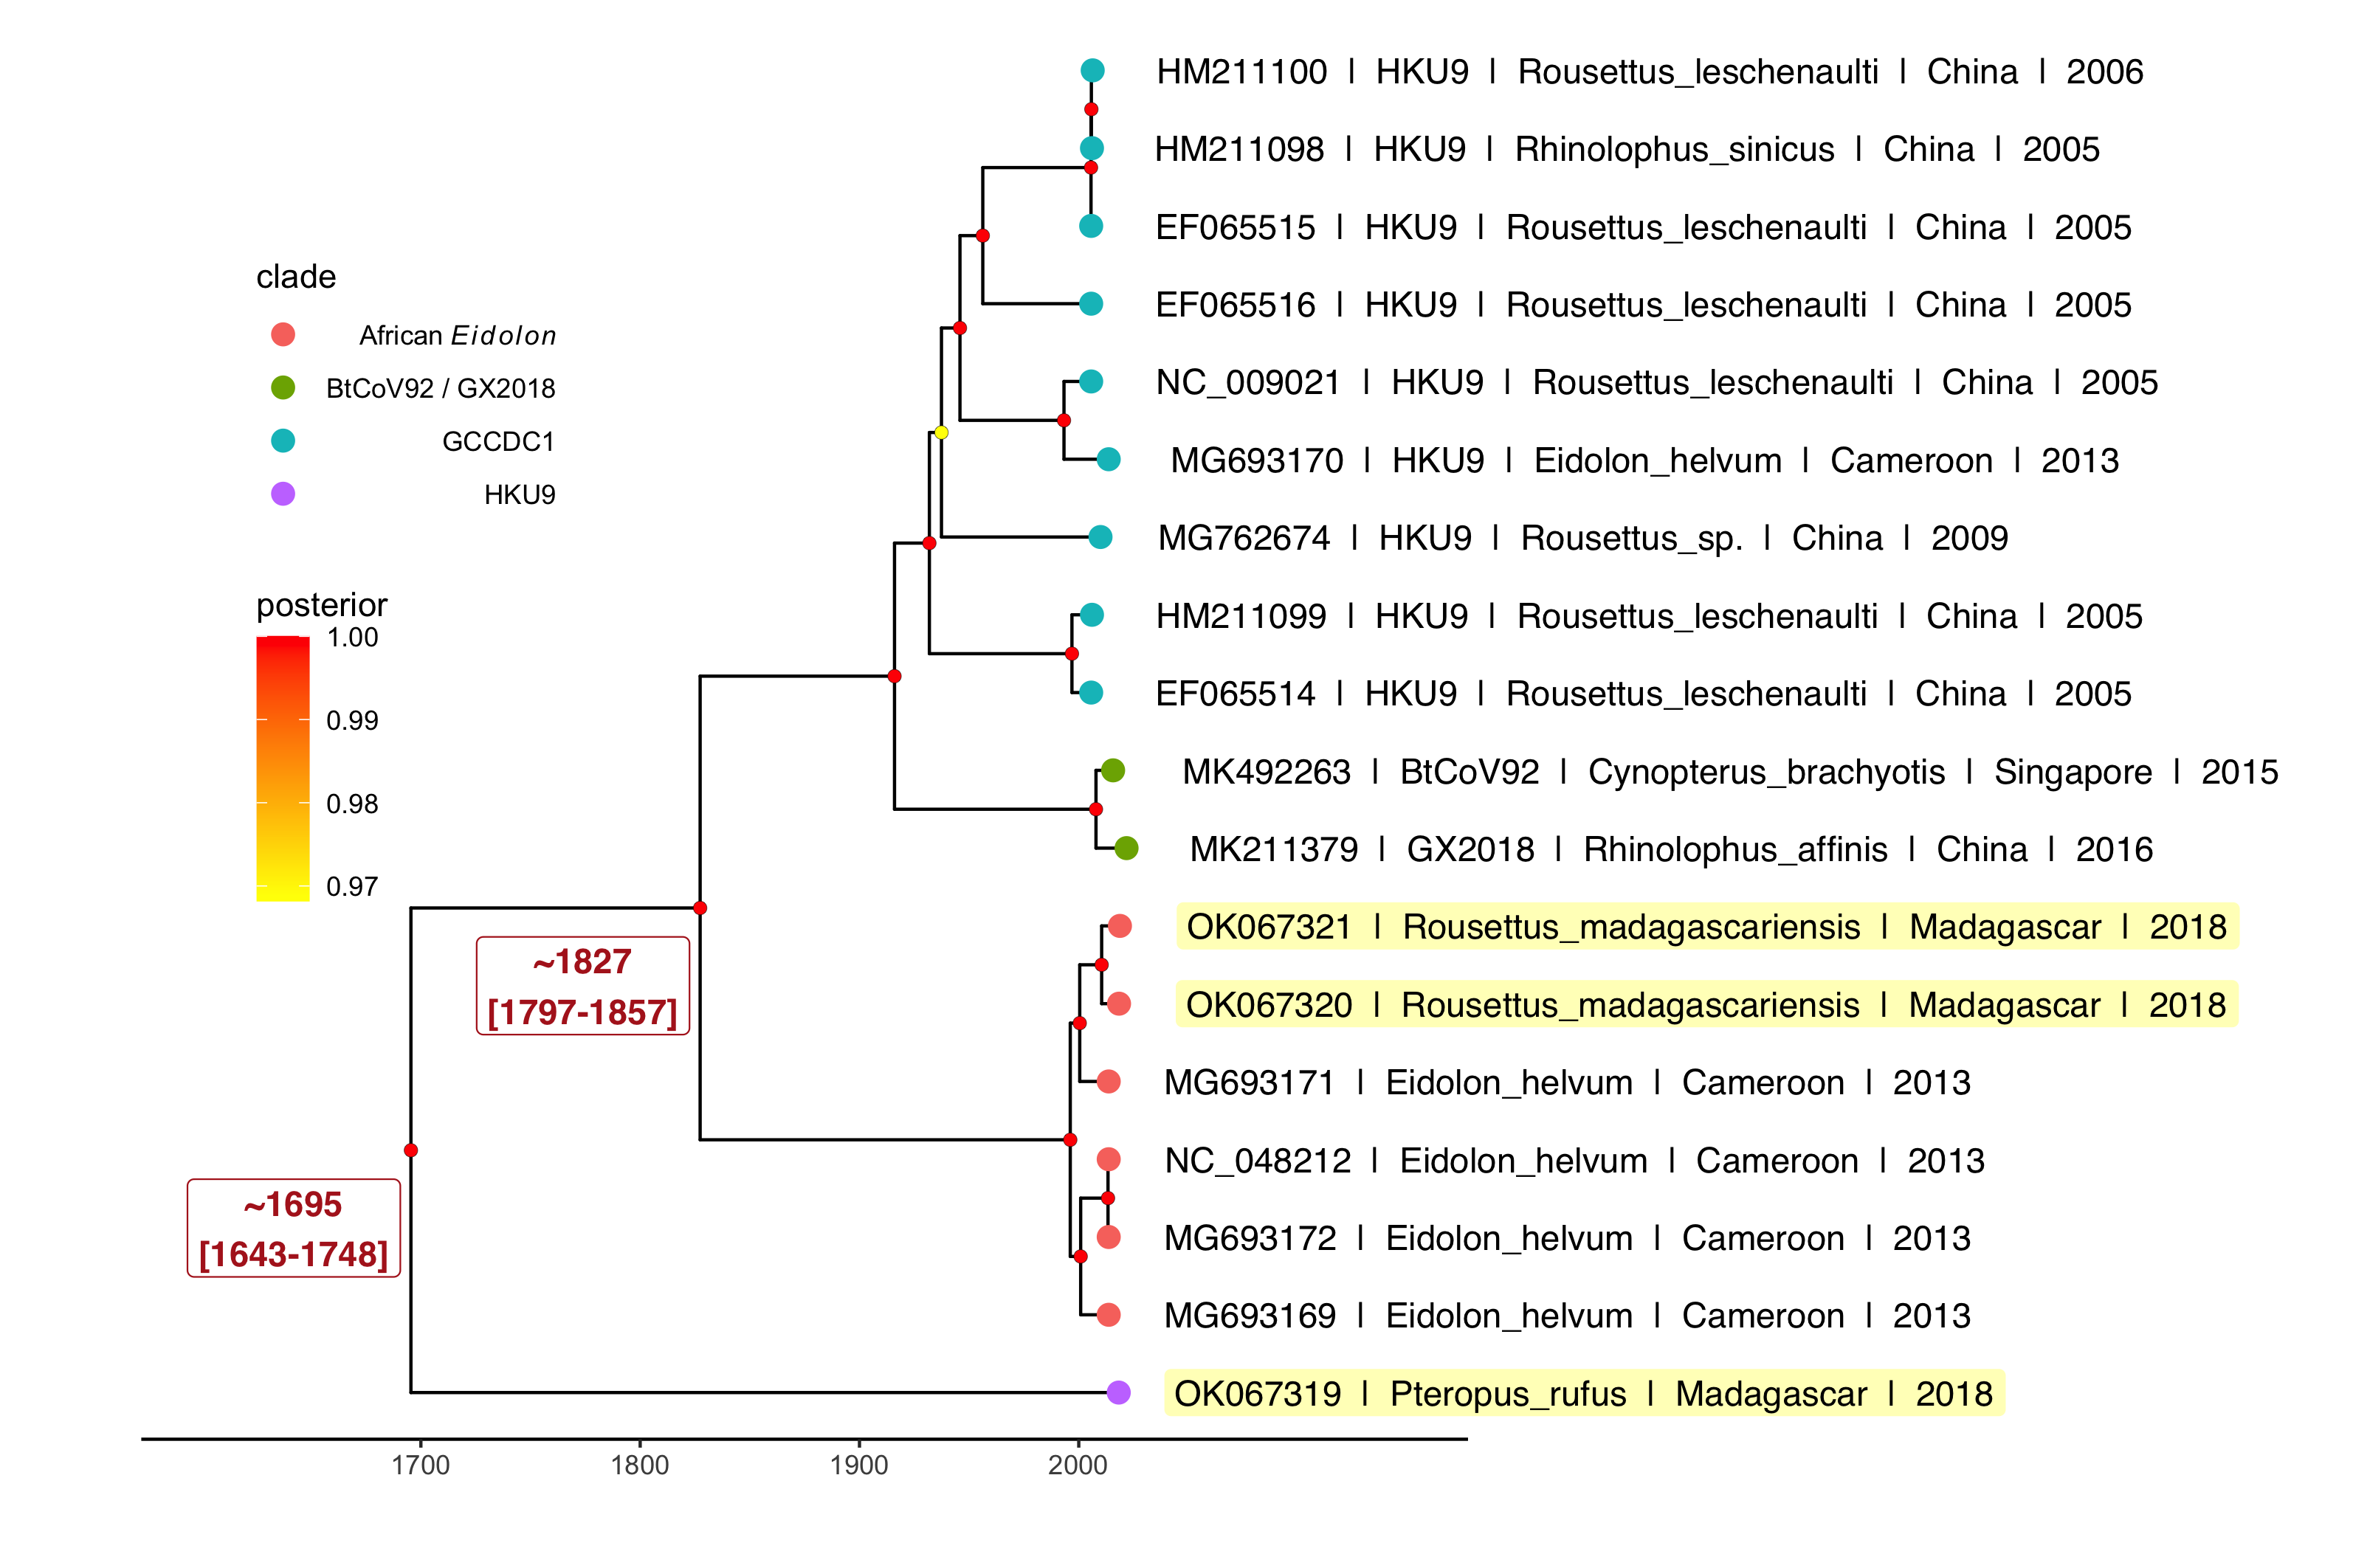 HM211100 | HKU9 | Rousettus_leschenaulti | China | 2006
HM211098 | HKU9 | Rhinolophus_sinicus | China | 2005
EF065515 | HKU9 | Rousettus_leschenaulti | China | 2005
clade
EF065516 | HKU9 | Rousettus_leschenaulti | China | 2005
African Eidolon
BtCoV92 / GX2018
GCCDC1
HKU9
NC_009021 | HKU9 | Rousettus_leschenaulti | China | 2005
MG693170 | HKU9 | Eidolon_helvum | Cameroon | 2013
MG762674 | HKU9 | Rousettus_sp. | China | 2009
posterior
1.00
0.99
0.98
0.97
HM211099 | HKU9 | Rousettus_leschenaulti | China | 2005
EF065514 | HKU9 | Rousettus_leschenaulti | China | 2005
MK492263 | BtCoV92 | Cynopterus_brachyotis | Singapore | 2015
MK211379 | GX2018 | Rhinolophus_affinis | China | 2016
OK067321 | Rousettus_madagascariensis | Madagascar | 2018
~1827
[1797-1857]
OK067320 | Rousettus_madagascariensis | Madagascar | 2018
MG693171 | Eidolon_helvum | Cameroon | 2013
NC_048212 | Eidolon_helvum | Cameroon | 2013
~1695
[1643-1748]
MG693172 | Eidolon_helvum | Cameroon | 2013
MG693169 | Eidolon_helvum | Cameroon | 2013
OK067319 | Pteropus_rufus | Madagascar | 2018
1700 1800 1900 2000